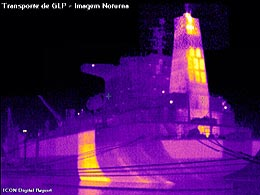 Transporte de GLP - Imagem Noturna
ICON Digital Report